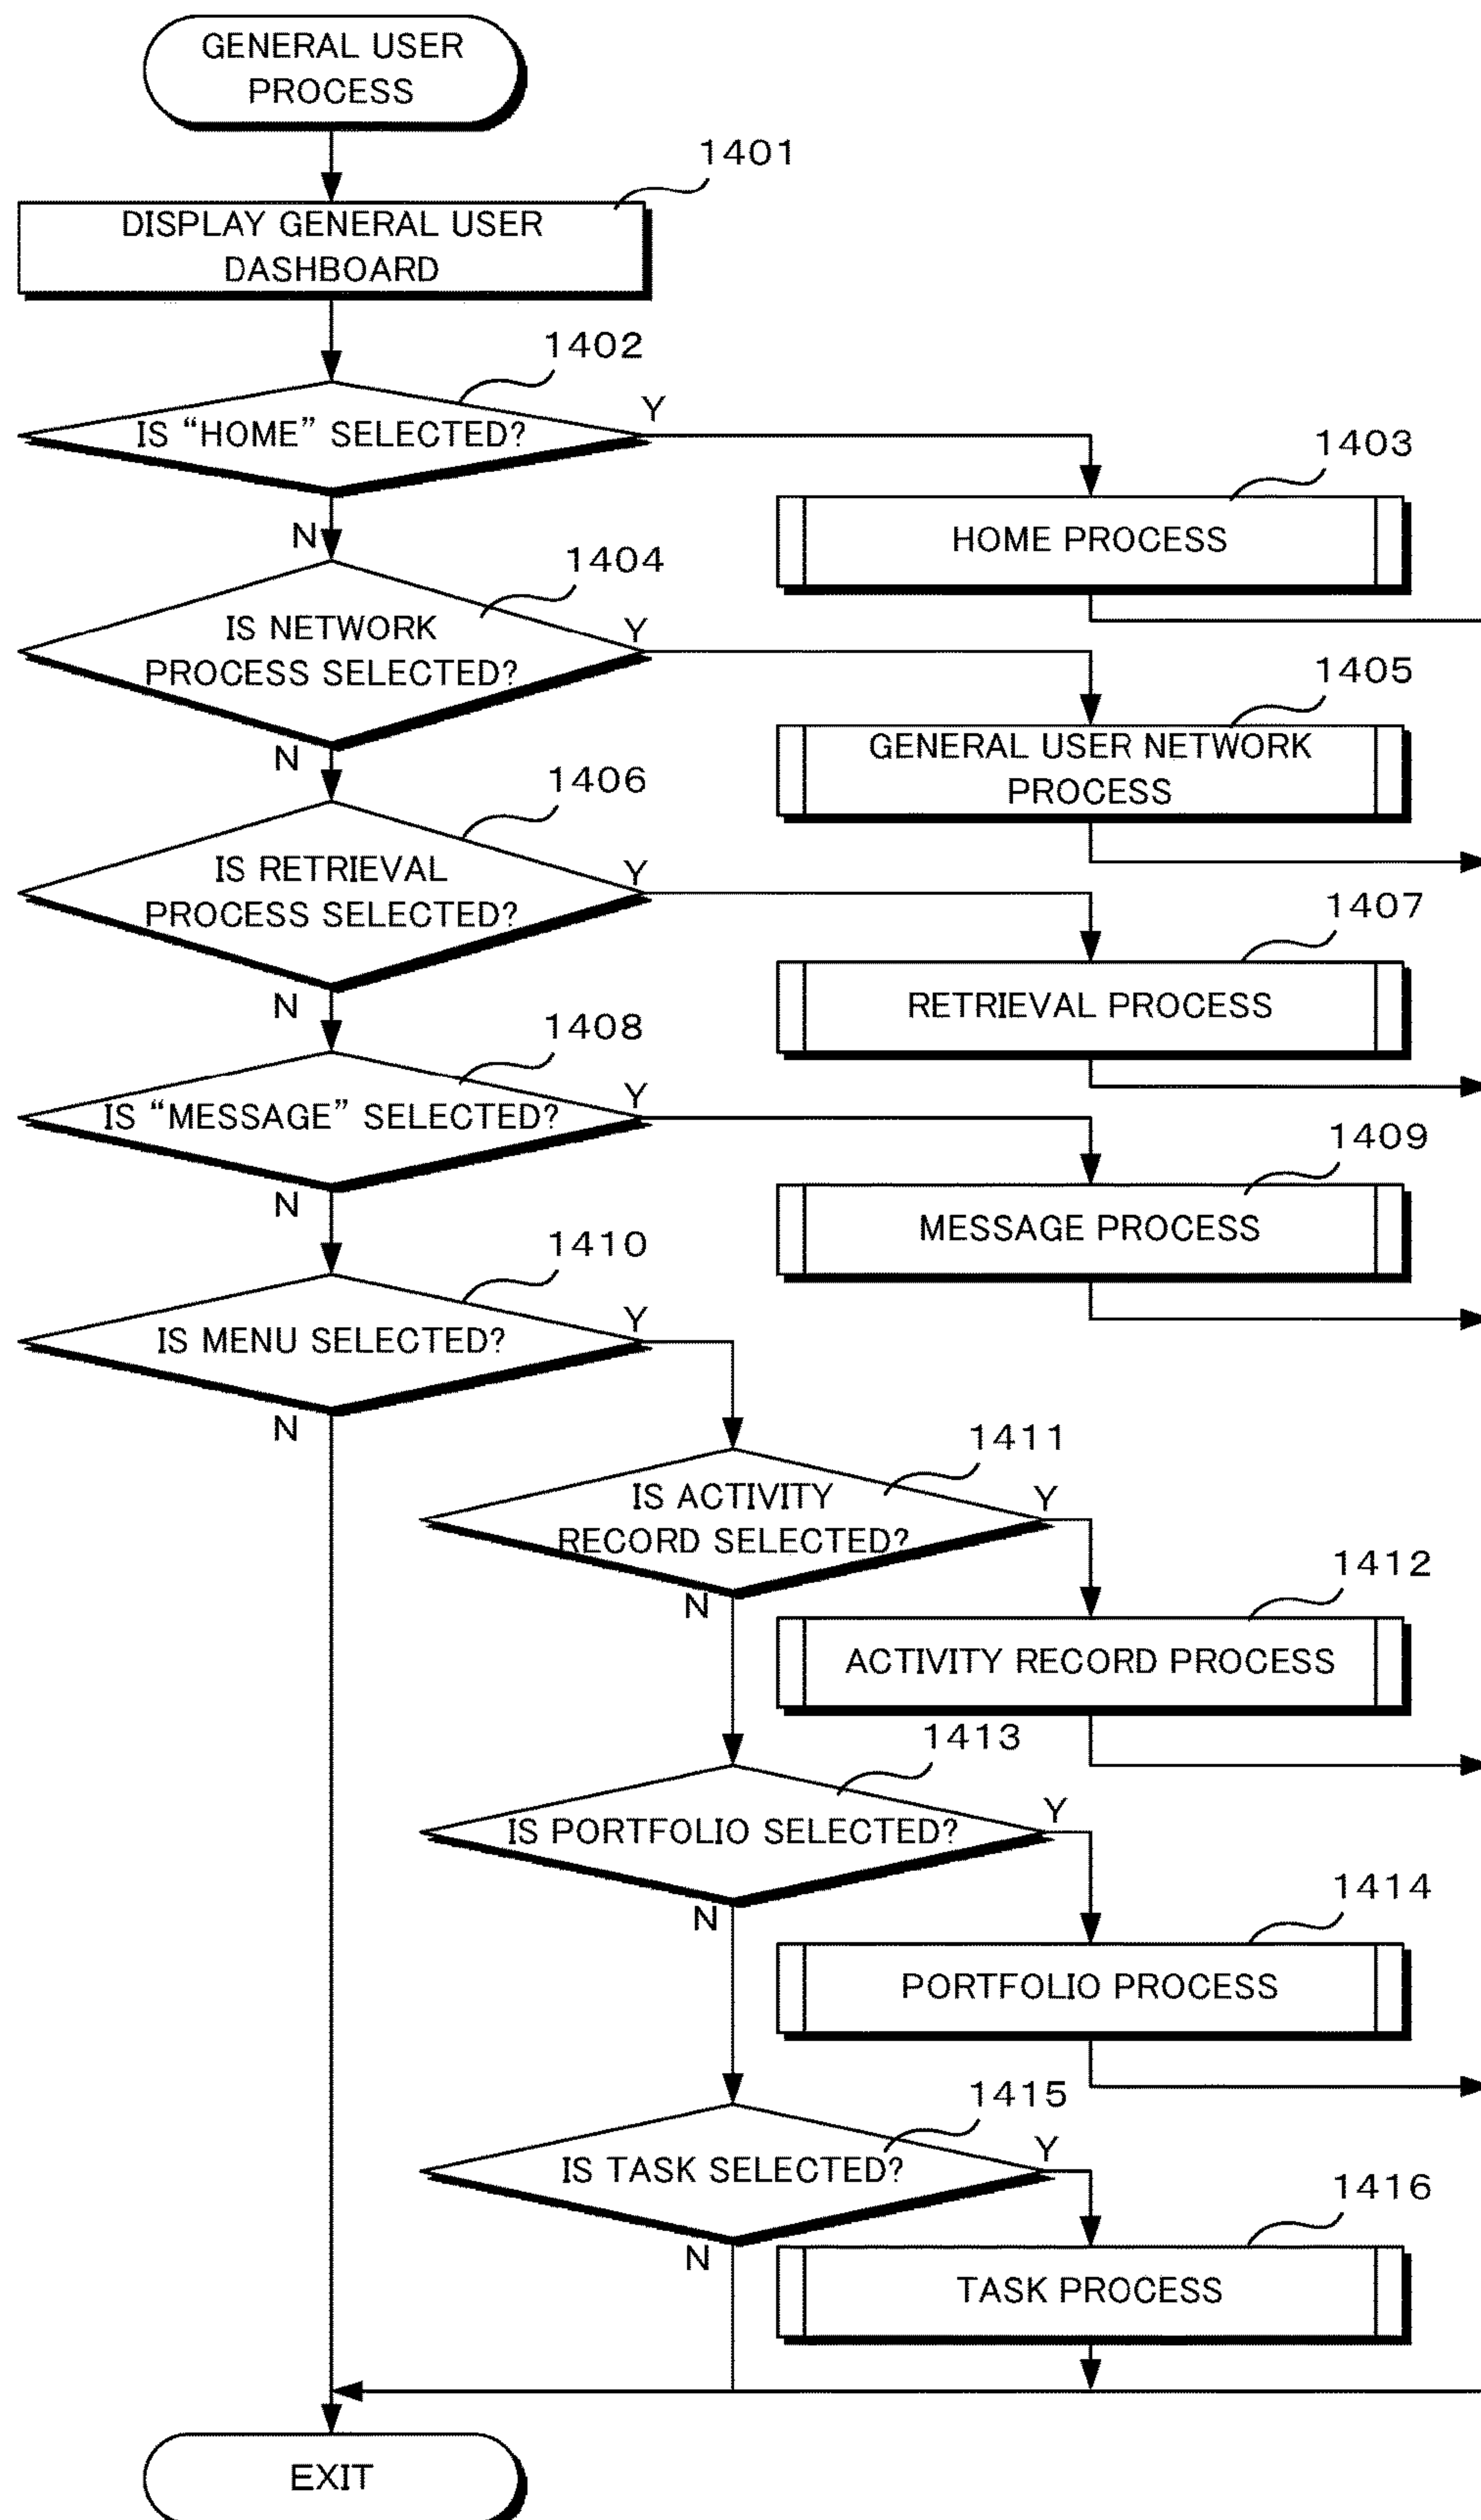 GENERAL USER
PROCESS
1401
DISPLAY GENERAL USER
DASHBOARD
1402
IS “HOME” SELECTED?
Y
N
1403
HOME PROCESS
1404
IS NETWORK
PROCESS SELECTED?
Y
N
1405
GENERAL USER NETWORK
PROCESS
1406
IS RETRIEVAL
PROCESS SELECTED?
Y
N
1407
RETRIEVAL PROCESS
1408
IS “MESSAGE” SELECTED?
Y
N
1409
MESSAGE PROCESS
1410
IS MENU SELECTED?
Y
N
1411
IS ACTIVITY
RECORD SELECTED?
Y
N
1412
ACTIVITY RECORD PROCESS
1413
IS PORTFOLIO SELECTED?
Y
N
1414
PORTFOLIO PROCESS
1415
IS TASK SELECTED?
Y
N
1416
TASK PROCESS
EXIT